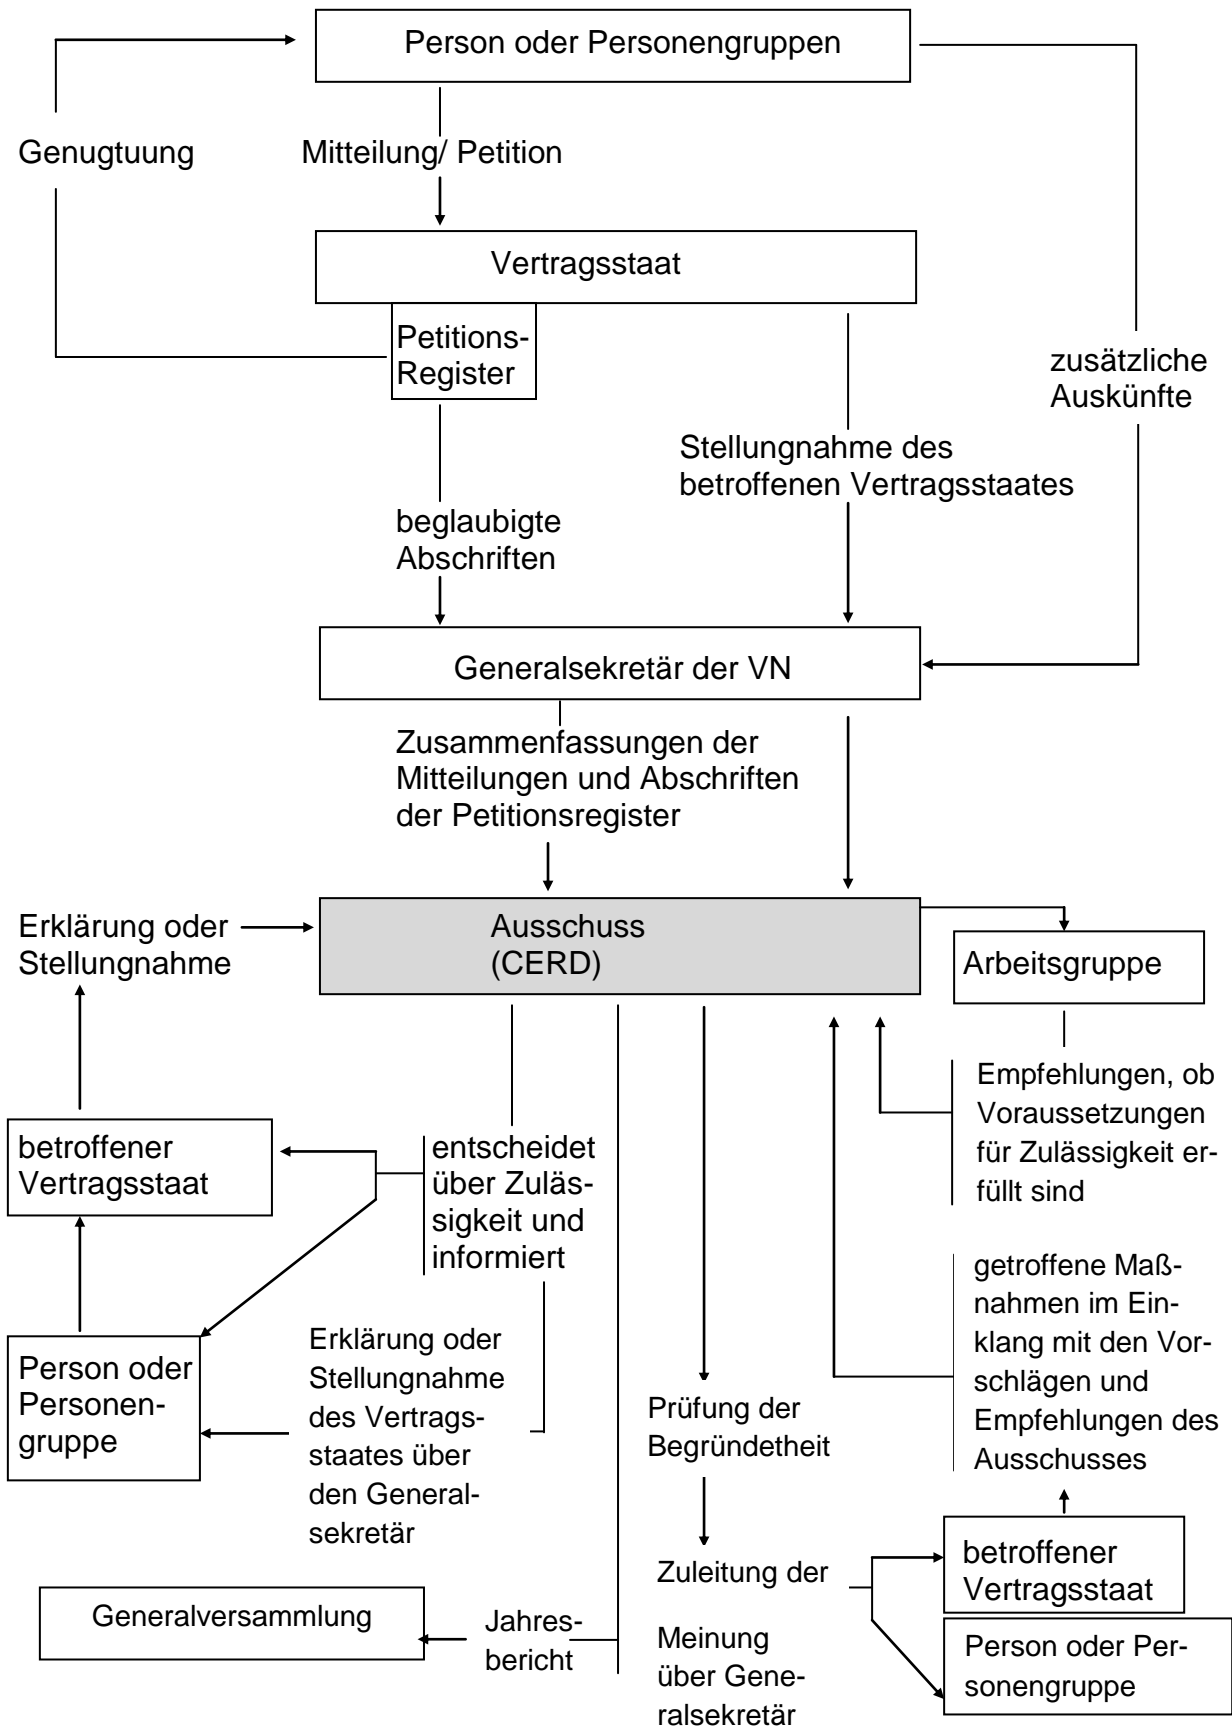 Person oder Personengruppen
Genugtuung
Mitteilung/ Petition
Vertragsstaat
Petitions-
Register
zusätzliche
Auskünfte
Stellungnahme des
betroffenen Vertragsstaates
beglaubigte
Abschriften
Generalsekretär der VN
Zusammenfassungen der
Mitteilungen und Abschriften
der Petitionsregister
Erklärung oder
Stellungnahme
Ausschuss
(CERD)
Arbeitsgruppe
Empfehlungen, ob
Voraussetzungen
für Zulässigkeit er-
füllt sind
betroffener
Vertragsstaat
entscheidet
über Zuläs-
sigkeit und
informiert
getroffene Maß-
nahmen im Ein-
klang mit den Vor-
schlägen und
Empfehlungen des
Ausschusses
Person oder
Personen-
gruppe
Erklärung oder
Stellungnahme
des Vertrags-
staates über
den General-
sekretär
Prüfung der
Begründetheit
betroffener
Vertragsstaat
Zuleitung der
Meinung
über Gene-
ralsekretär
Person oder Per-
sonengruppe
Generalversammlung
Jahres-
bericht